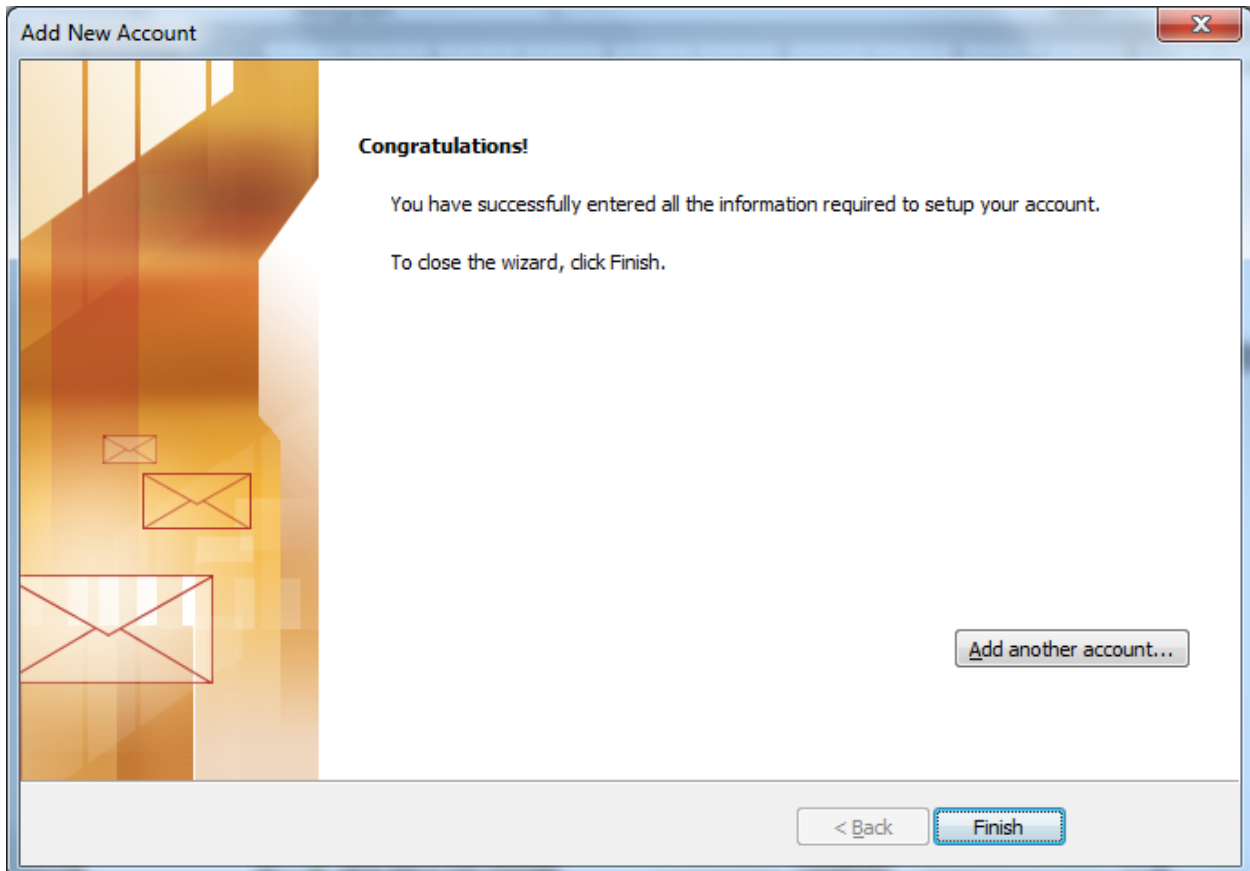 Add New Account
Congratulations!
You have successfully entered all the information required to setup your account.
To close the wizard, click Finish.
Add another account...
< Back
Finish